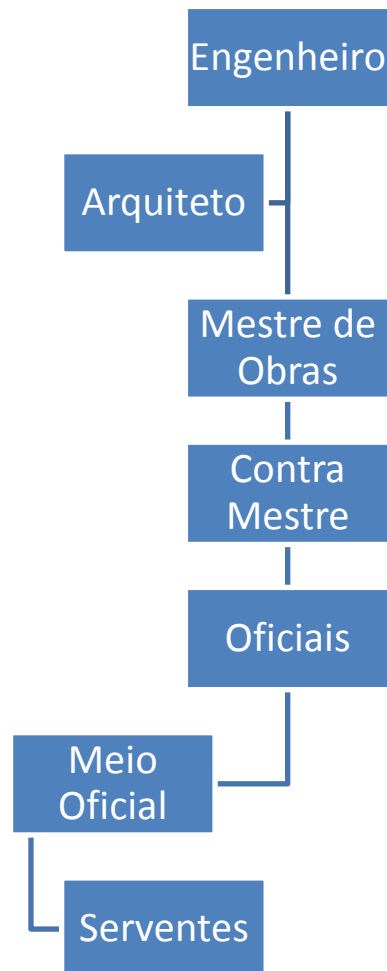 Engenheiro
Arquiteto
Mestre de
Obras
Contra
Mestre
Oficiais
Meio
Oficial
Serventes